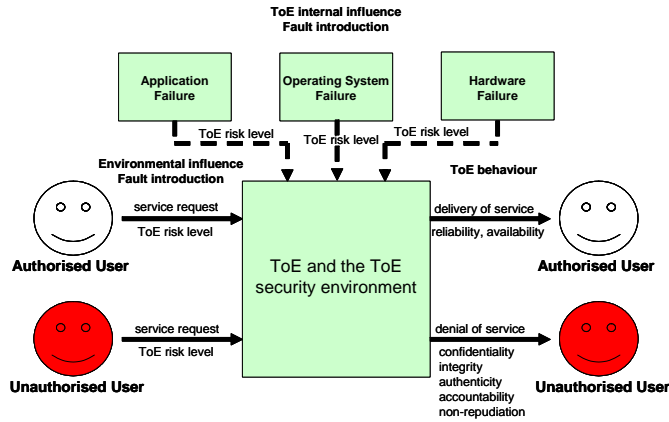 ToE internal influence
Fault introduction
Application
Failure
Operating System
Failure
Hardware
Failure
ToE risk level
ToE risk level
ToE risk level
Environmental influence
Fault introduction
ToE behaviour
service request
ToE risk level
Authorised User
ToE and the ToE
security environment
delivery of service
reliability, availability
Authorised User
service request
ToE risk level
Unauthorised User
denial of service
confidentiality
integrity
authenticity
accountability
non-repudiation
Unauthorised User